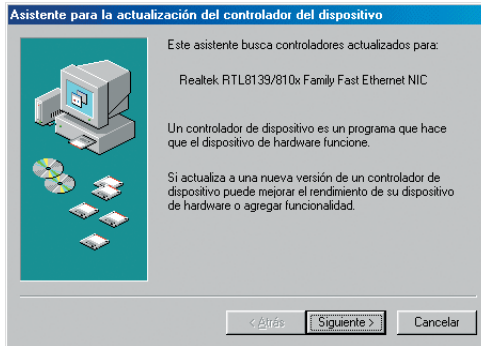 Asistente para la actualización del controlador del dispositivo
Este asistente busca controladores actualizados para:
Realtek RTL8139/810x Family Fast Ethernet NIC
Un controlador de dispositivo es un programa que hace
que el dispositivo de hardware funcione.
Si actualiza a una nueva versión de un controlador de
dispositivo puede mejorar el rendimiento de su dispositivo
de hardware o agregar funcionalidad.
< Atrás
Siguiente >
Cancelar